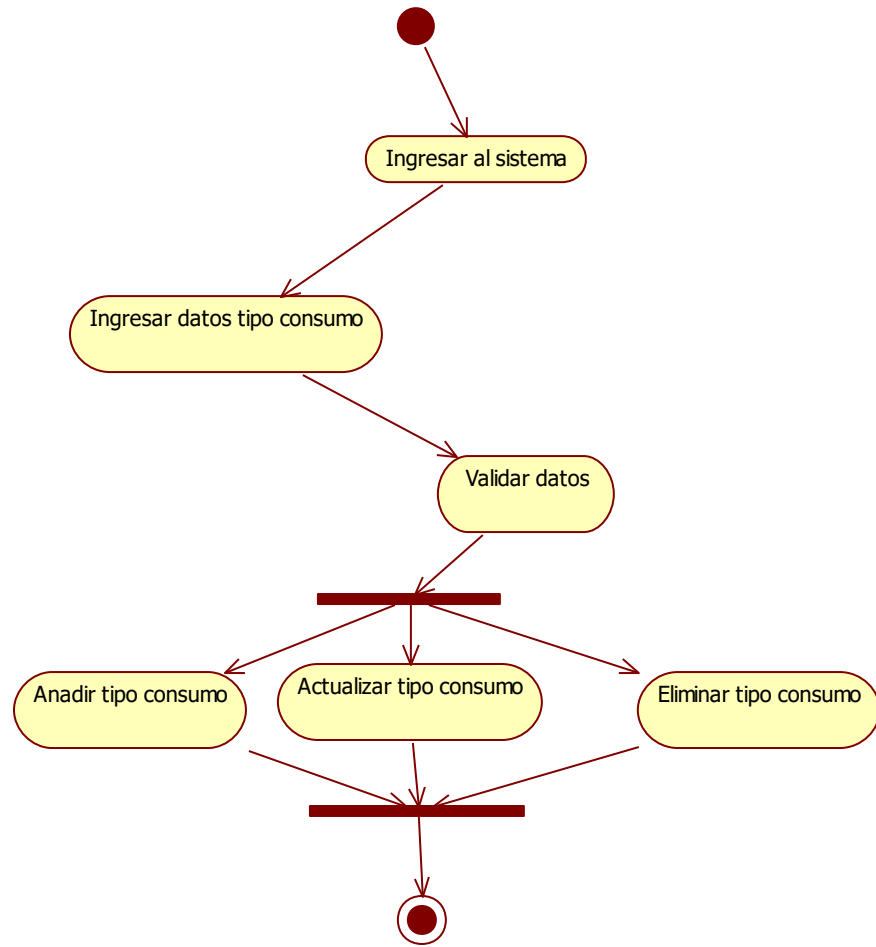 Ingresar al sistema
Ingresar datos tipo consumo
Validar datos
Anadir tipo consumo
Actualizar tipo consumo
Eliminar tipo consumo